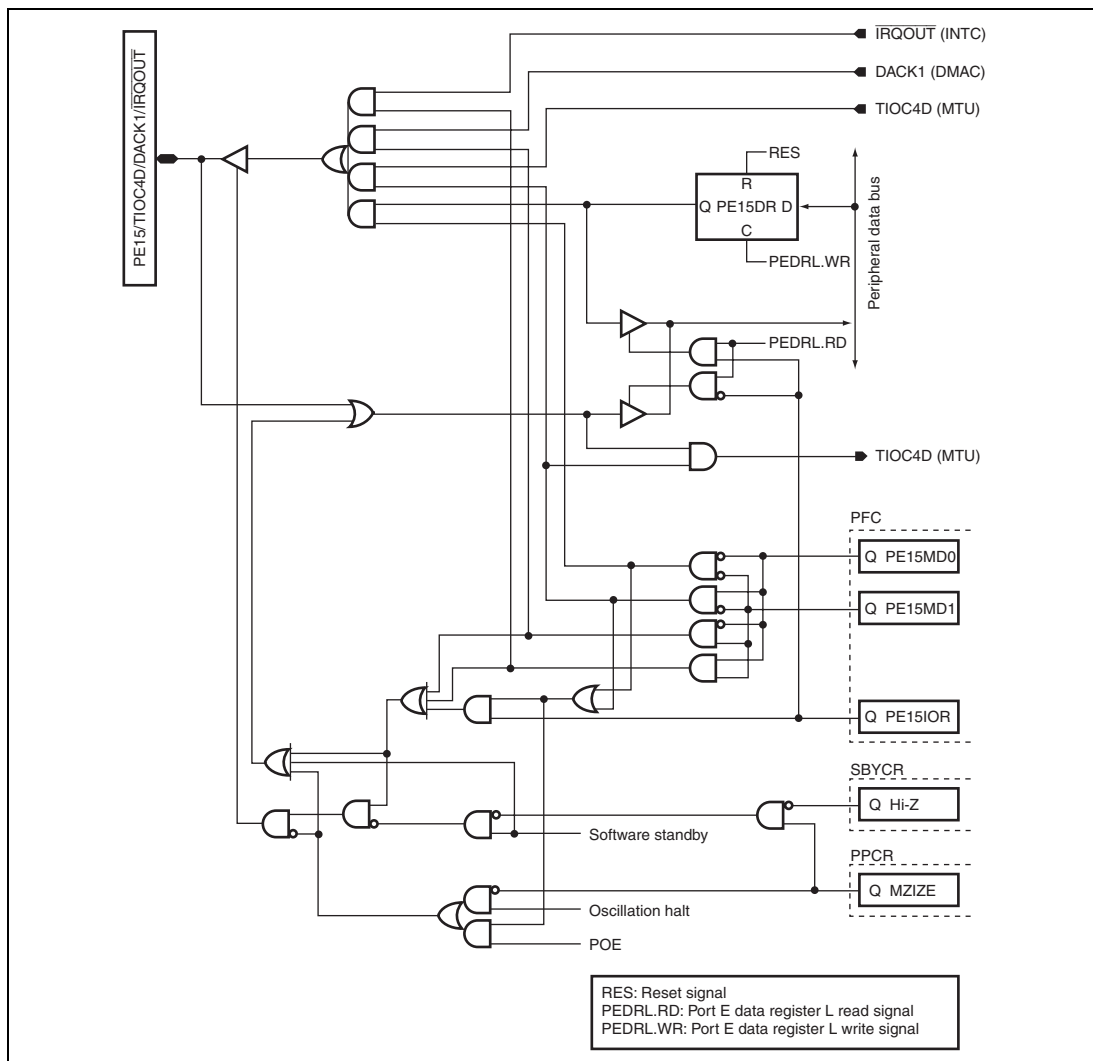 PE15/TIOC4D/DACK1/IRQOUT
IRQOUT (INTC)
DACK1 (DMAC)
TIOC4D (MTU)
RES
R
Q PE15DR D
C
PEDRL.WR
Peripheral data bus
PEDRL.RD
TIOC4D (MTU)
PFC
Q PE15MD0
Q PE15MD1
Q PE15IOR
SBYCR
Q Hi-Z
Software standby
PPCR
Q MZIZE
Oscillation halt
POE
RES: Reset signal
PEDRL.RD: Port E data register L read signal
PEDRL.WR: Port E data register L write signal